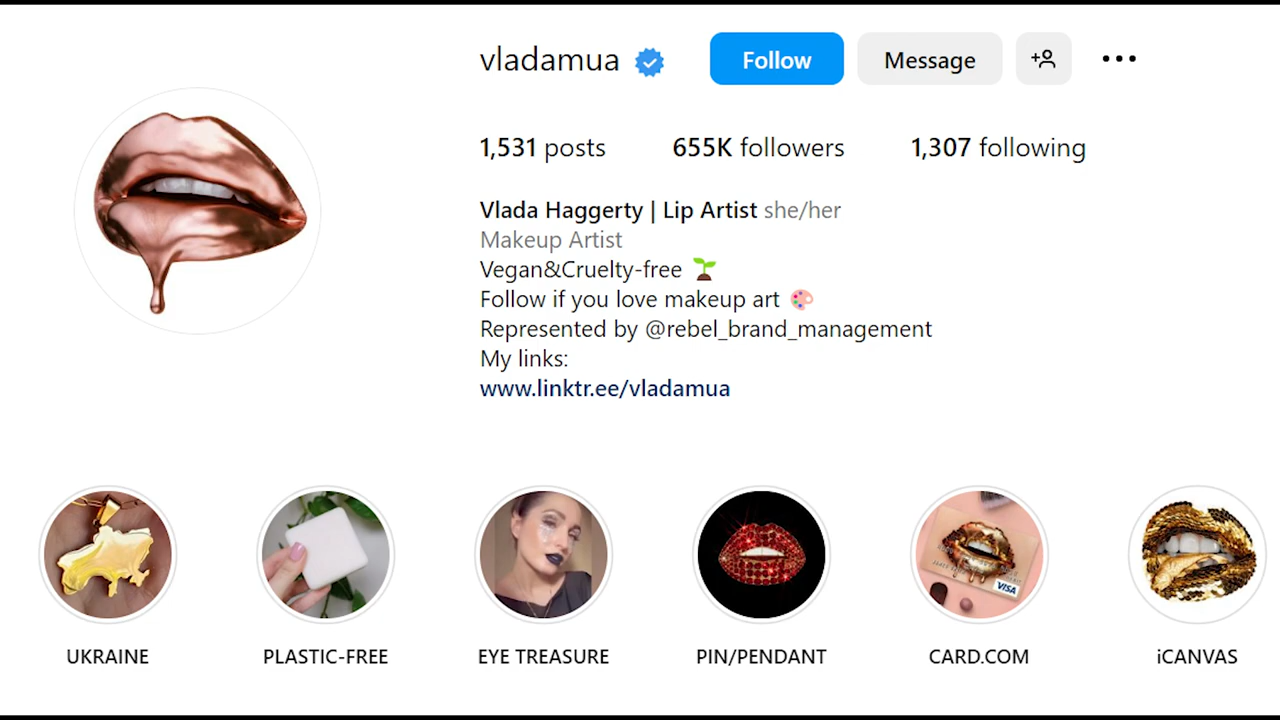 vladamua
Follow
Message
1,531 posts
655K followers
1,307 following
Vlada Haggerty | Lip Artist she/her
Makeup Artist
Vegan&Cruelty-free 🌱
Follow if you love makeup art 🎨
Represented by @rebel_brand_management
My links:
www.linktr.ee/vladamua
VISA
UKRAINE
PLASTIC-FREE
EYE TREASURE
PIN/PENDANT
CARD.COM
iCANVAS